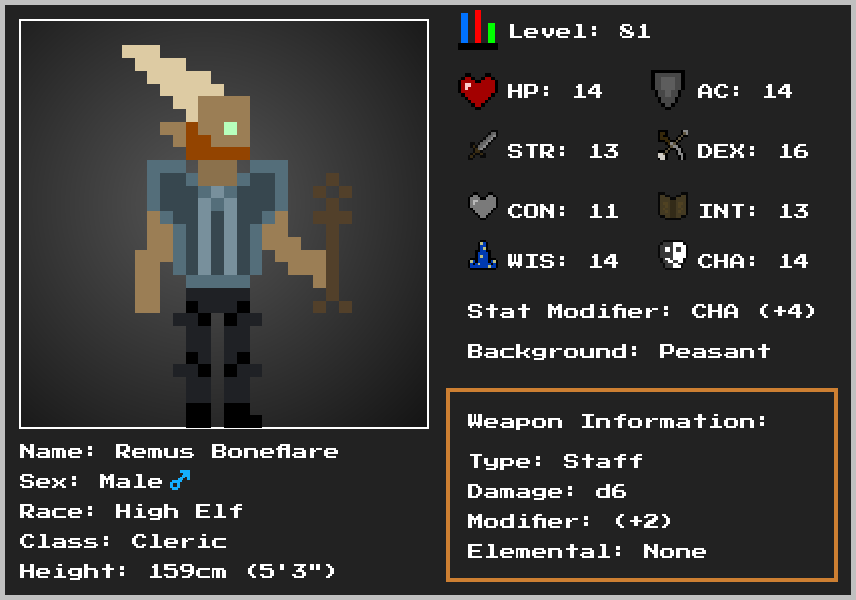 Level: 81
HP: 14 AC: 14
STR: 13 DEX: 16
CON: 11 INT: 13
WIS: 14 CHA: 14
Stat Modifier: CHA (+4)
Background: Peasant
Weapon Information:
Type: Staff
Damage: d6
Modifier: (+2)
Elemental: None
Name: Remus Boneflare
Sex: Male ♂
Race: High Elf
Class: Cleric
Height: 159cm (5'3")